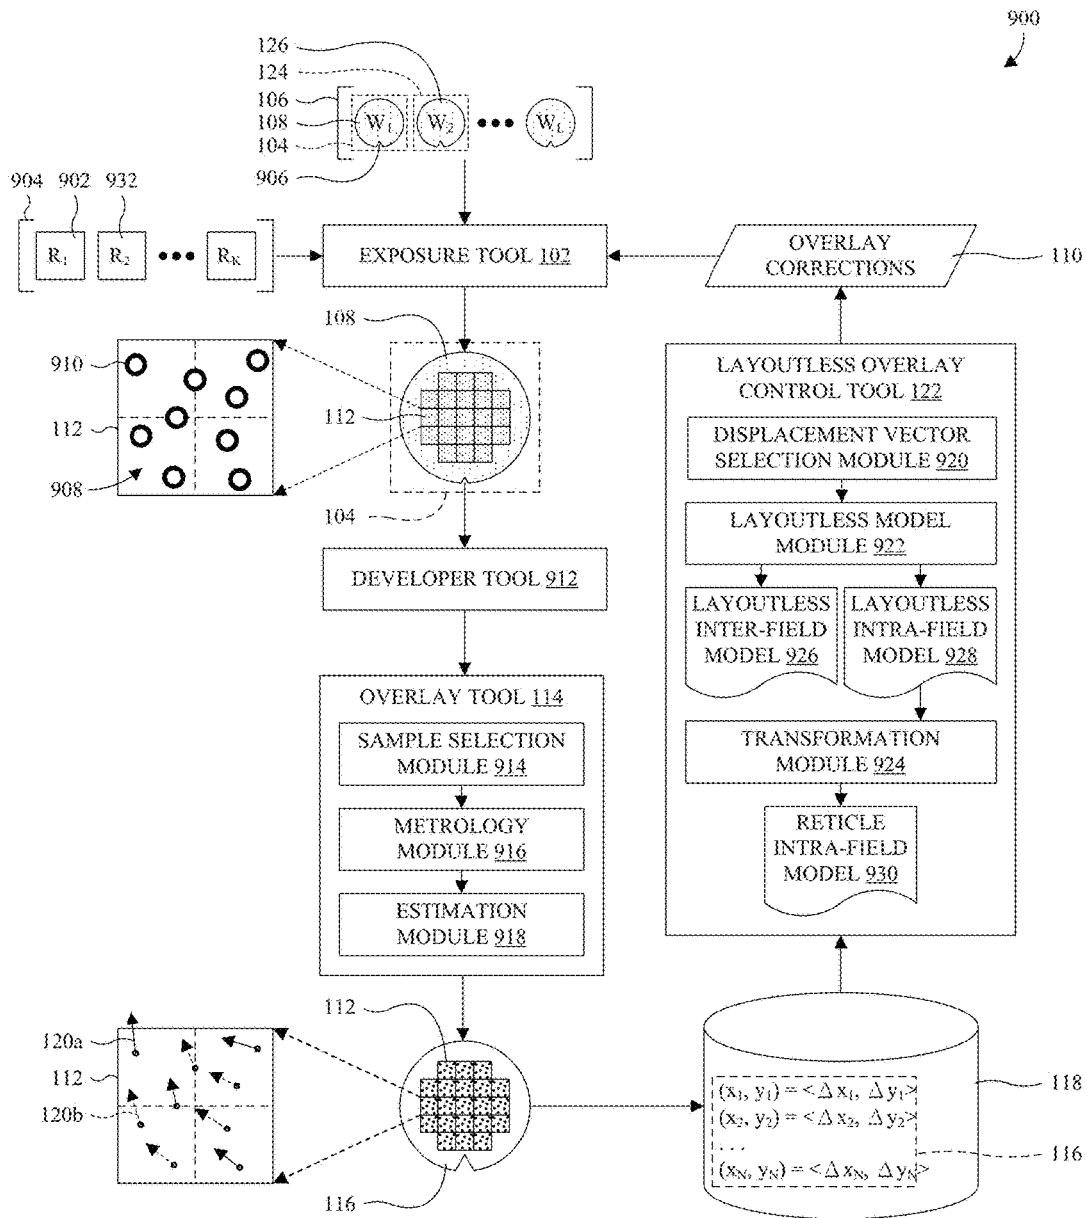 900
126
124
106
108
104
906
W1 W2 ••• WL
904 902 932
R1 R2 ••• RK
EXPOSURE TOOL 102
OVERLAY
CORRECTIONS
110
108
910
112
908
112
104
DEVELOPER TOOL 912
OVERLAY TOOL 114
SAMPLE SELECTION
MODULE 914
METROLOGY
MODULE 916
ESTIMATION
MODULE 918
LAYOUTLESS OVERLAY
CONTROL TOOL 122
DISPLACEMENT VECTOR
SELECTION MODULE 920
LAYOUTLESS MODEL
MODULE 922
LAYOUTLESS
INTER-FIELD
MODEL 926
LAYOUTLESS
INTRA-FIELD
MODEL 928
TRANSFORMATION
MODULE 924
RETICLE
INTRA-FIELD
MODEL 930
120a
112
120b
112
116
(x1, y1) = <Δx1, Δy1>
(x2, y2) = <Δx2, Δy2>
...
(xN, yN) = <ΔxN, ΔyN>
118
116